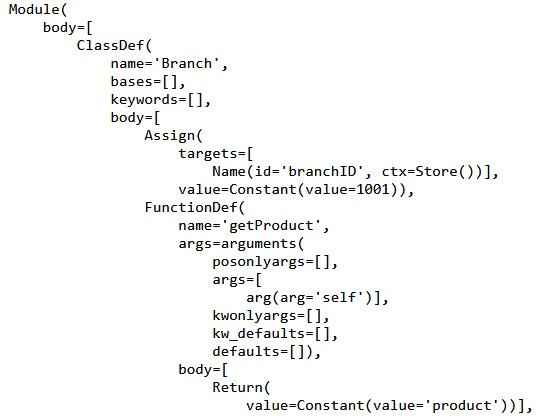 Module(
    body=[
        ClassDef(
            name='Branch',
            bases=[],
            keywords=[],
            body=[
                Assign(
                    targets=[
                        Name(id='branchID', ctx=Store())],
                    value=Constant(value=1001)),
                FunctionDef(
                    name='getProduct',
                    args=arguments(
                        posonlyargs=[],
                        args=[
                            arg(arg='self')],
                        kwonlyargs=[],
                        kw_defaults=[],
                        defaults=[]),
                    body=[
                        Return(
                            value=Constant(value='product'))],